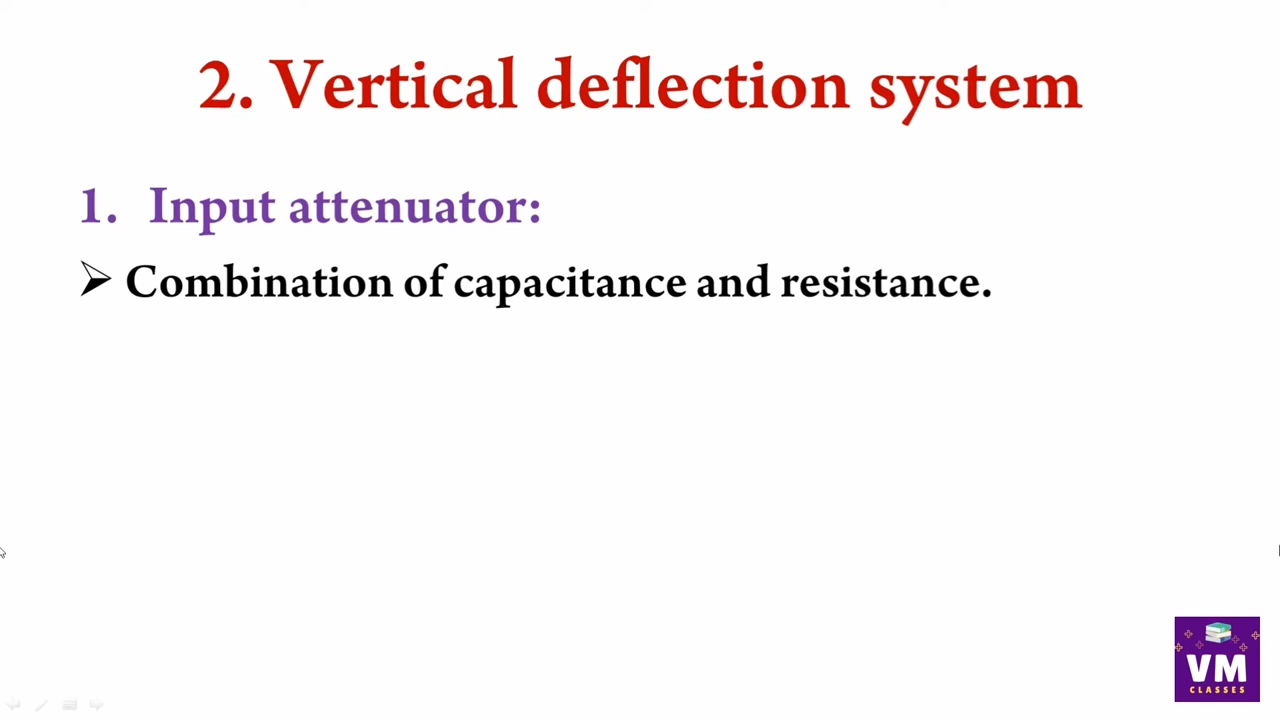 2. Vertical deflection system
1. Input attenuator:
➢ Combination of capacitance and resistance.
VM
CLASSES